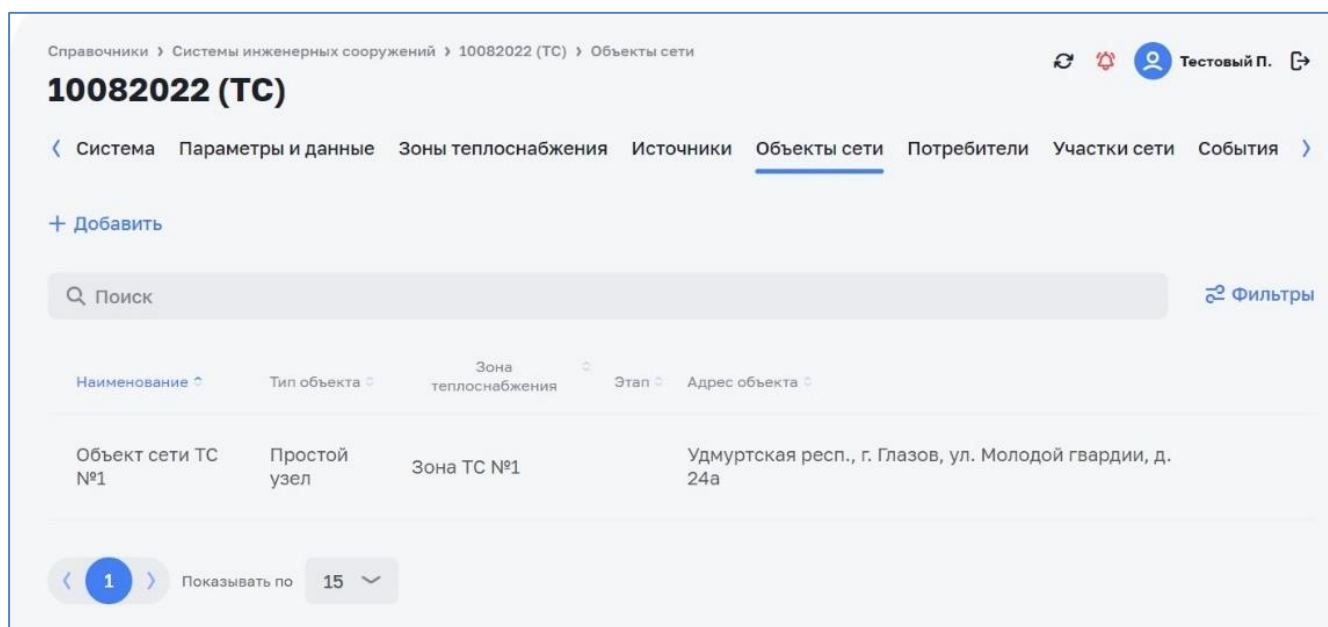 Справочники › Системы инженерных сооружений › 10082022 (ТС) › Объекты сети
Тестовый П.
10082022 (ТС)
Система Параметры и данные Зоны теплоснабжения Источники Объекты сети Потребители Участки сети События
+ Добавить
Поиск
Фильтры
Наименование Тип объекта Зона теплоснабжения Этап Адрес объекта
Объект сети ТС №1
Простой узел
Зона ТС №1
Удмуртская респ., г. Глазов, ул. Молодой гвардии, д.
24а
1 Показывать по 15